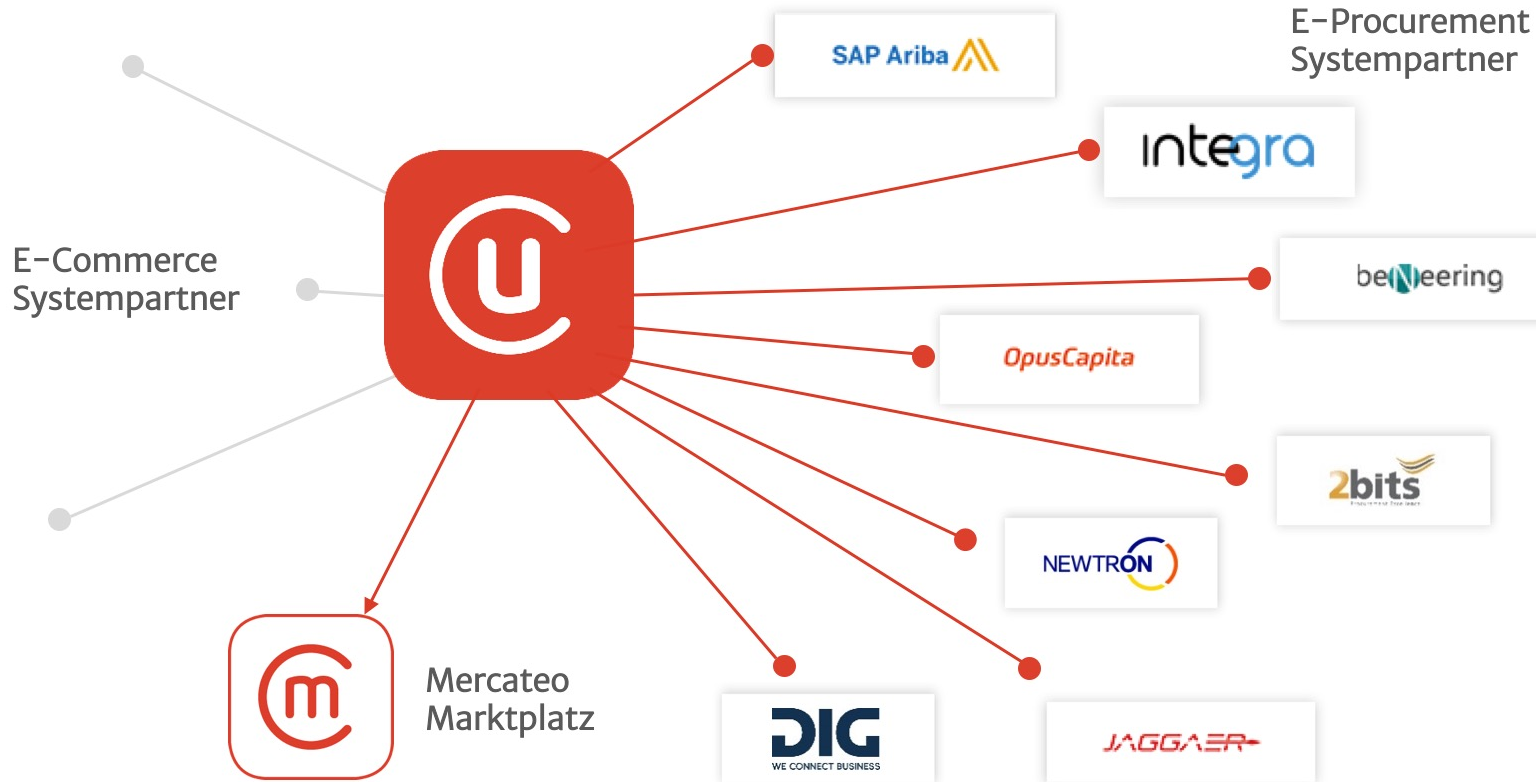 E-Procurement
Systempartner
SAP Ariba
integra
beNeering
E-Commerce
Systempartner
u
OpusCapita
2bits
NEWTRON
m
Mercateo
Marktplatz
DIG
WE CONNECT BUSINESS
JAGGAER